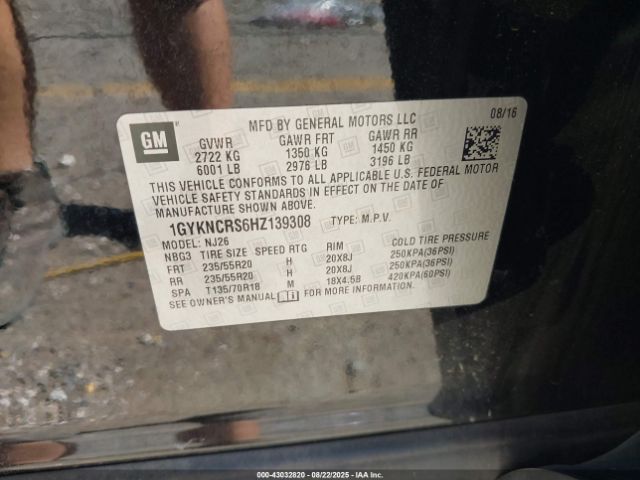 GM
MFD BY GENERAL MOTORS LLC
08/16
GVWR GAWR FRT GAWR RR
2722 KG 1350 KG 1450 KG
6001 LB 2976 LB 3196 LB
THIS VEHICLE CONFORMS TO ALL APPLICABLE U.S. FEDERAL MOTOR
VEHICLE SAFETY STANDARDS IN EFFECT ON THE DATE OF
MANUFACTURE SHOWN ABOVE.
1GYKNCRS6HZ139308 TYPE: M.P.V.
MODEL: NJ26
NBG3 TIRE SIZE SPEED RTG RIM COLD TIRE PRESSURE
FRT 235/55R20 H 20X8J 250KPA(36PSI)
RR 235/55R20 H 20X8J 250KPA(36PSI)
SPA T135/70R18 M 18X4.5B 420KPA(60PSI)
SEE OWNER'S MANUAL FOR MORE INFORMATION.
000-43032820 - 08/22/2025 - IAAI.COM